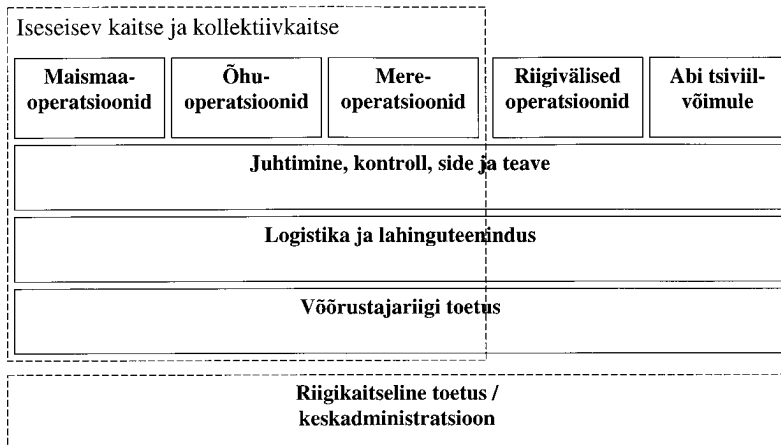 Iseseisev kaitse ja kollektiivkaitse
Maismaa-
operatsioonid
Õhu-
operatsioonid
Mere-
operatsioonid
Riigivälised
operatsioonid
Abi tsiviil-
võimule
Juhtimine, kontroll, side ja teave
Logistika ja lahinguteenindus
Võõrustajariigi toetus
Riigikaitseline toetus /
keskadministratsioon